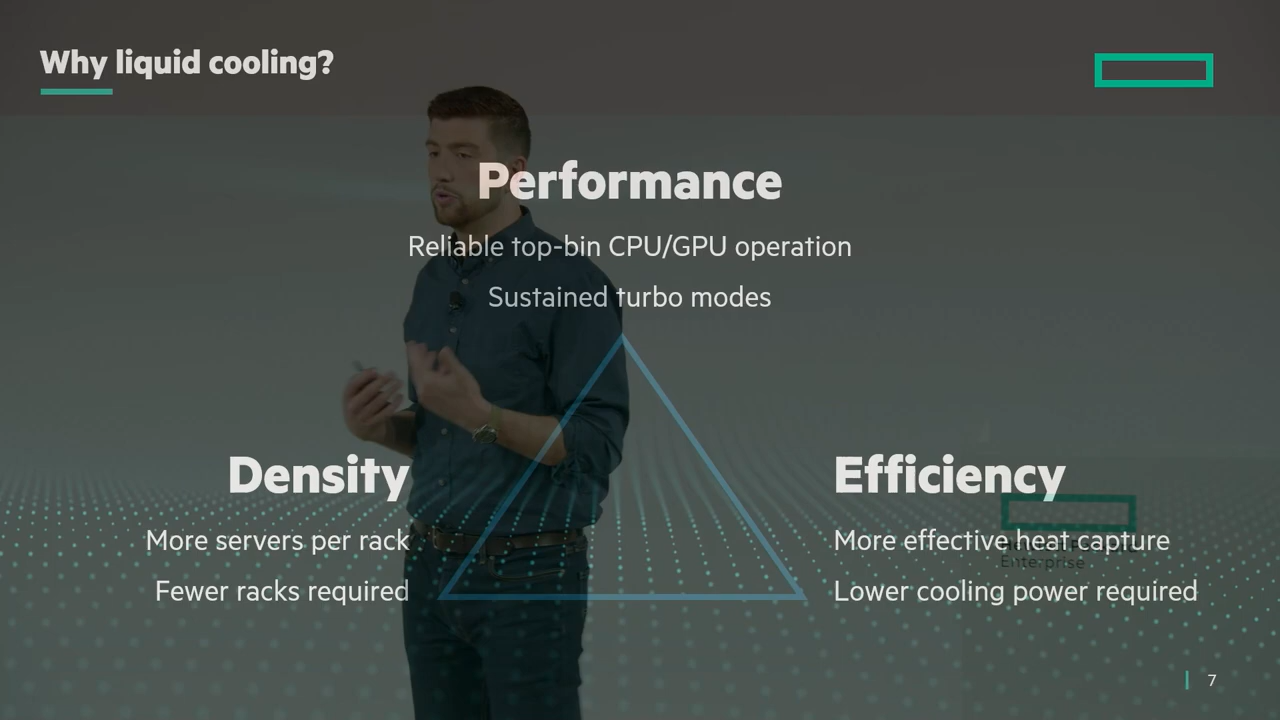 Why liquid cooling?
Performance
Reliable top-bin CPU/GPU operation
Sustained turbo modes
Density
More servers per rack
Fewer racks required
Efficiency
More effective heat capture
Lower cooling power required
Enterprise
7